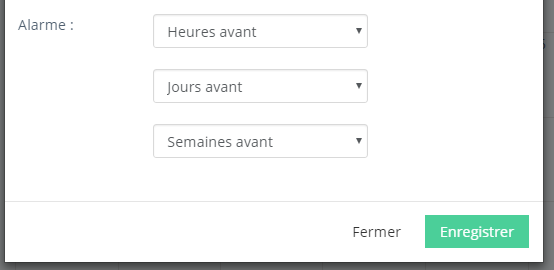 Alarme :
Heures avant
Jours avant
Semaines avant
Fermer
Enregistrer